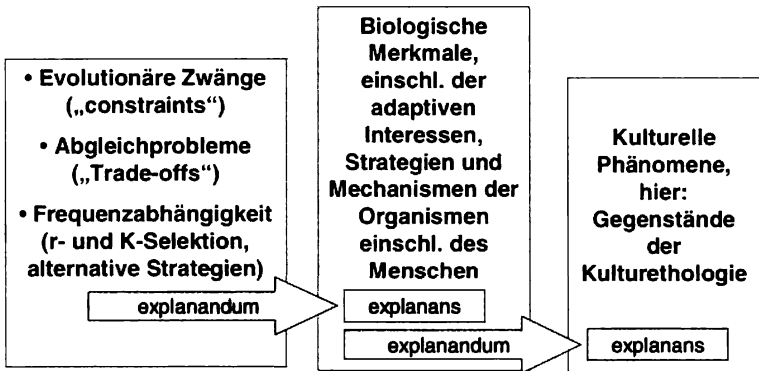 • Evolutionäre Zwänge
(„constraints“)
• Abgleichprobleme
(„Trade-offs“)
• Frequenzabhängigkeit
(r- und K-Selektion,
alternative Strategien)
explanandum
Biologische
Merkmale,
einschl. der
adaptiven
Interessen,
Strategien und
Mechanismen der
Organismen
einschl. des
Menschen
explanans
explanandum
Kulturelle
Phänomene,
hier:
Gegenstände
der
Kulturethologie
explanans